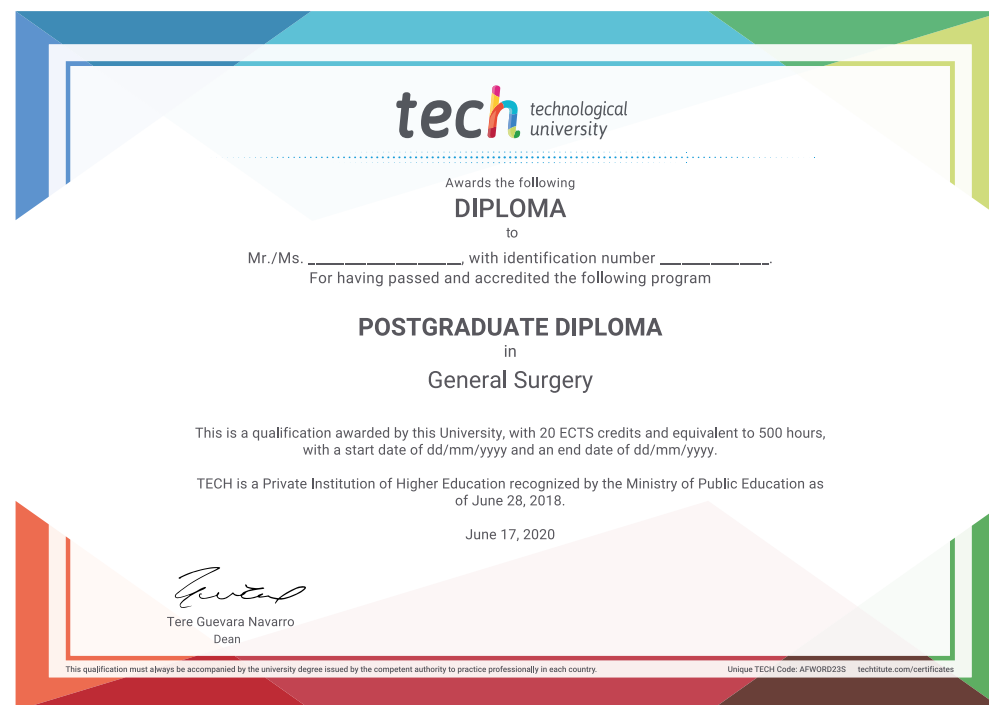 tech technological
university
Awards the following
DIPLOMA
to
Mr./Ms. ____________________, with identification number ______________.
For having passed and accredited the following program
POSTGRADUATE DIPLOMA
in
General Surgery
This is a qualification awarded by this University, with 20 ECTS credits and equivalent to 500 hours,
with a start date of dd/mm/yyyy and an end date of dd/mm/yyyy.
TECH is a Private Institution of Higher Education recognized by the Ministry of Public Education as
of June 28, 2018.
June 17, 2020
Tere Guevara Navarro
Dean
This qualification must always be accompanied by the university degree issued by the competent authority to practice professionally in each country.
Unique TECH Code: AFWORD23S techtitute.com/certificates